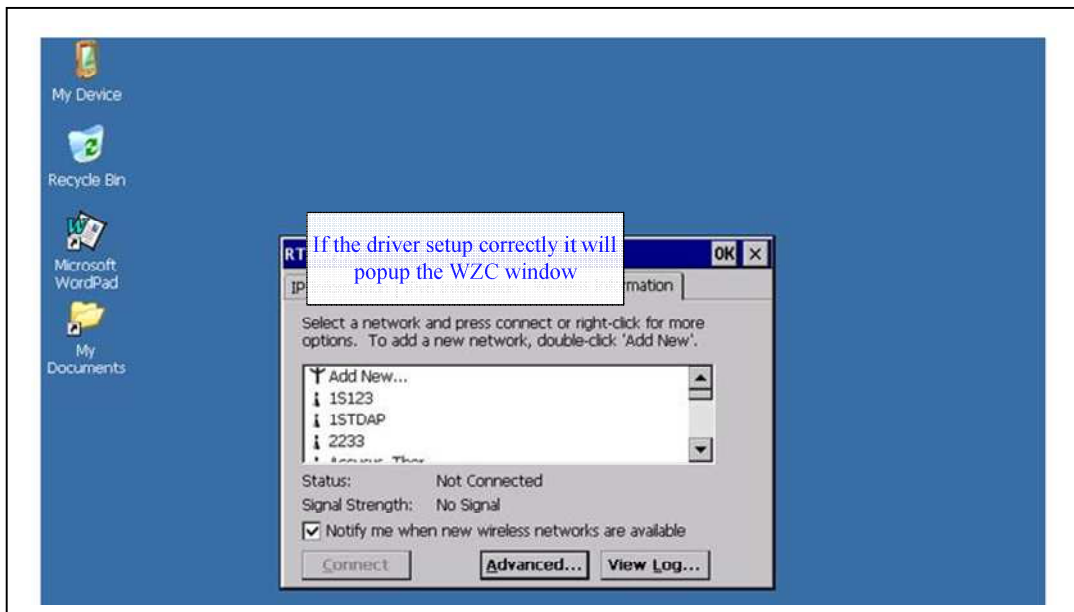 My Device
Recycle Bin
Microsoft
WordPad
My
Documents
If the driver setup correctly it will
popup the WZC window
RT
OK
IP
mation
Select a network and press connect or right-click for more
options. To add a new network, double-click 'Add New'.
Add New...
1S123
1STDAP
2233
Status: Not Connected
Signal Strength: No Signal
Notify me when new wireless networks are available
Connect Advanced... View Log...